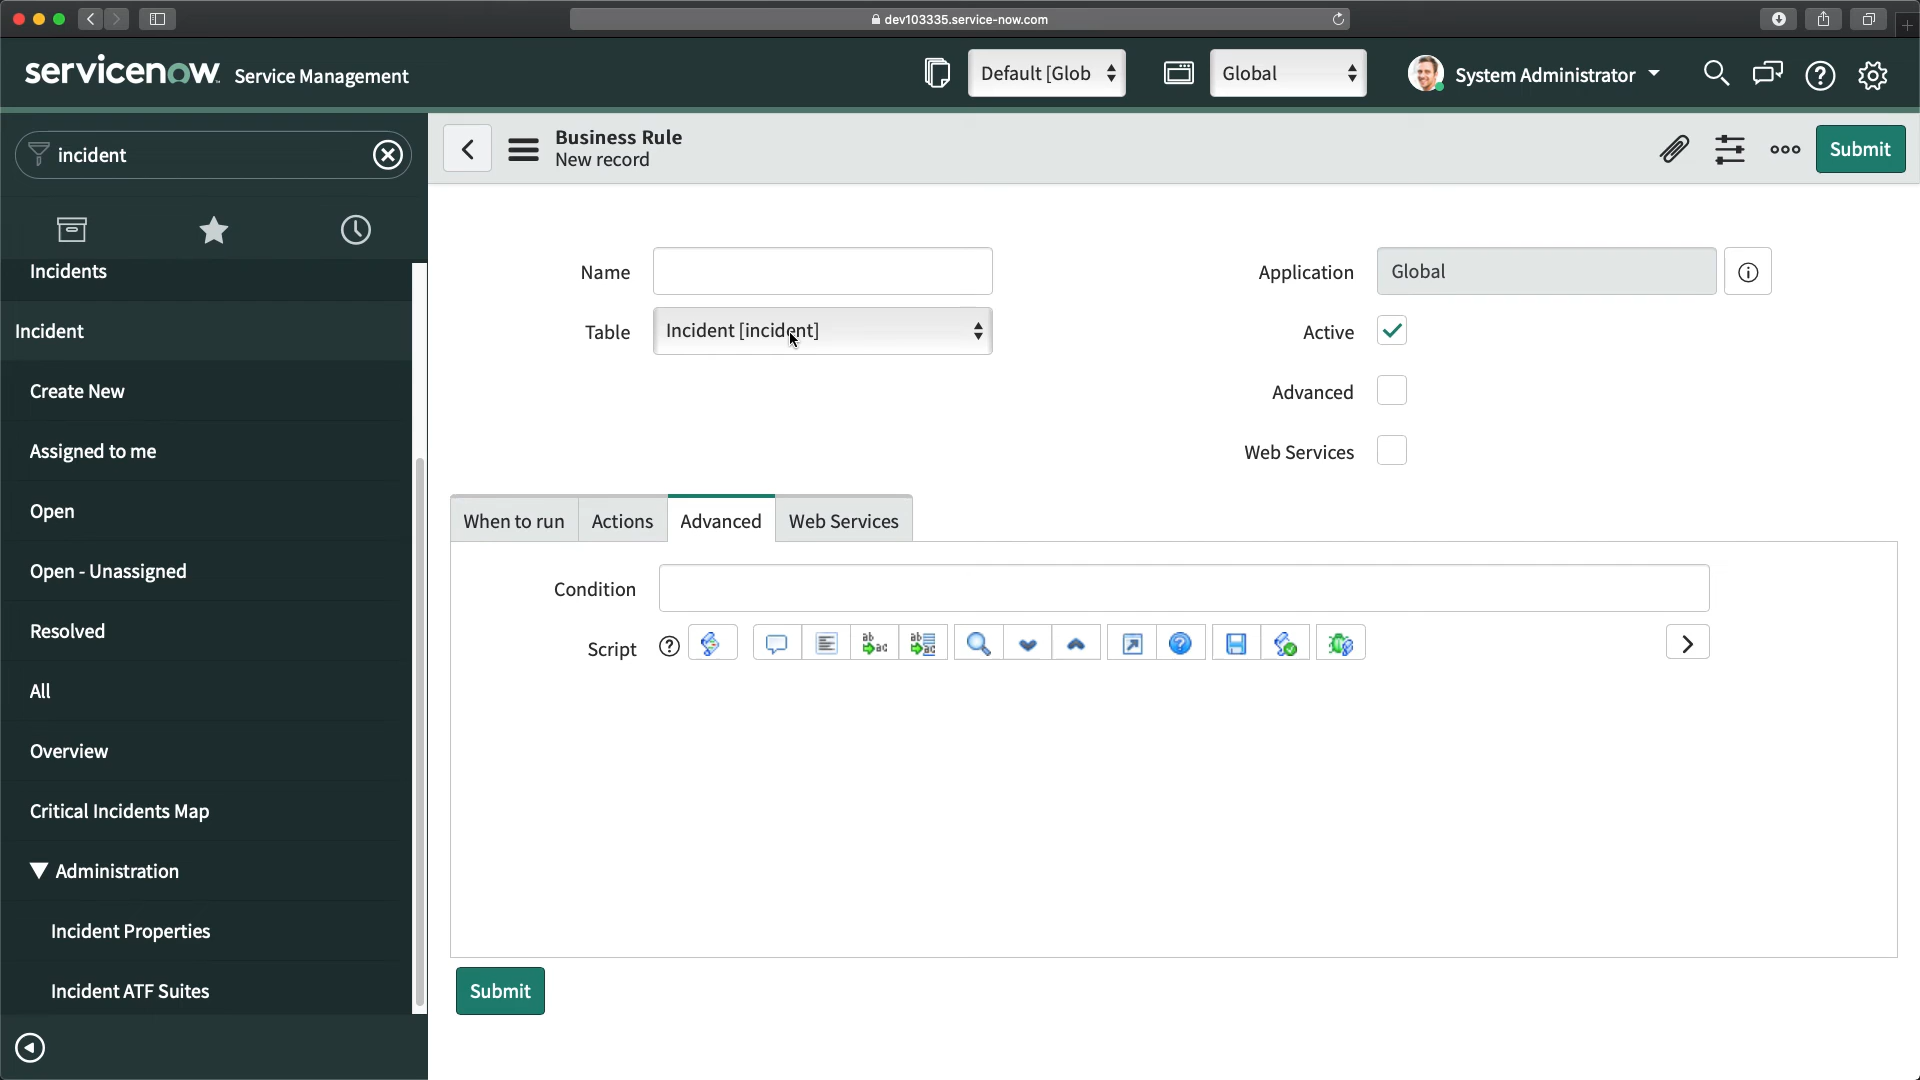 dev103335.service-now.com
servicenow Service Management
Default [Glob
Global
System Administrator
incident
Incidents
Incident
Create New
Assigned to me
Open
Open - Unassigned
Resolved
All
Overview
Critical Incidents Map
Administration
Incident Properties
Incident ATF Suites
Business Rule
New record
Submit
Name
Application Global
Table Incident [incident]
Active
Advanced
Web Services
When to run Actions Advanced Web Services
Condition
Script
Submit